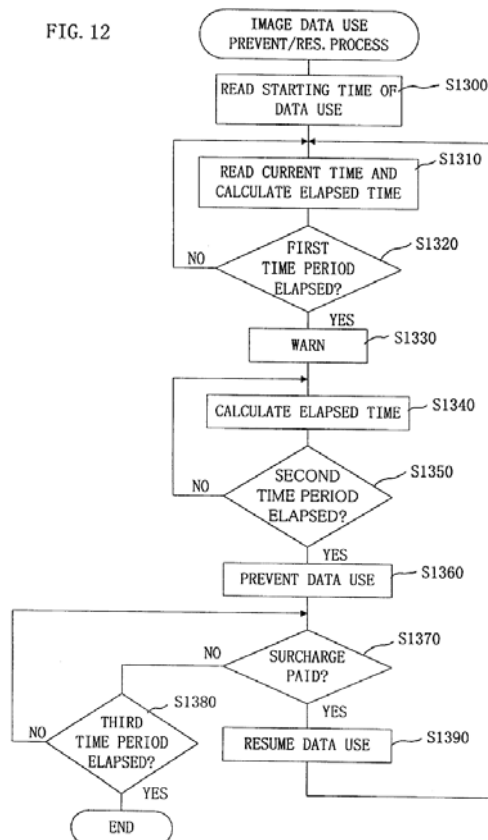 FIG. 12
IMAGE DATA USE
PREVENT/RES. PROCESS
READ STARTING TIME OF
DATA USE
S1300
READ CURRENT TIME AND
CALCULATE ELAPSED TIME
S1310
FIRST
TIME PERIOD
ELAPSED?
S1320
NO
YES
WARN
S1330
CALCULATE ELAPSED TIME
S1340
SECOND
TIME PERIOD
ELAPSED?
S1350
NO
YES
PREVENT DATA USE
S1360
SURCHARGE
PAID?
S1370
NO
YES
THIRD
TIME PERIOD
ELAPSED?
S1380
NO
YES
RESUME DATA USE
S1390
END